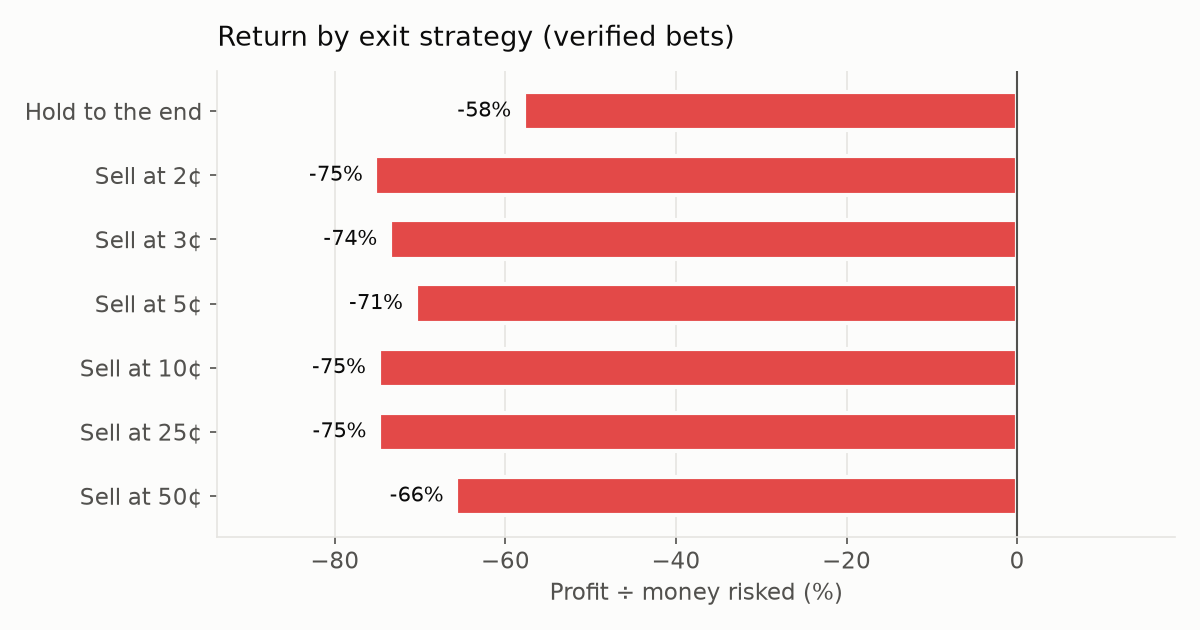 Return by exit strategy (verified bets)
Hold to the end -58%
Sell at 2¢ -75%
Sell at 3¢ -74%
Sell at 5¢ -71%
Sell at 10¢ -75%
Sell at 25¢ -75%
Sell at 50¢ -66%
−80 −60 −40 −20 0
Profit ÷ money risked (%)